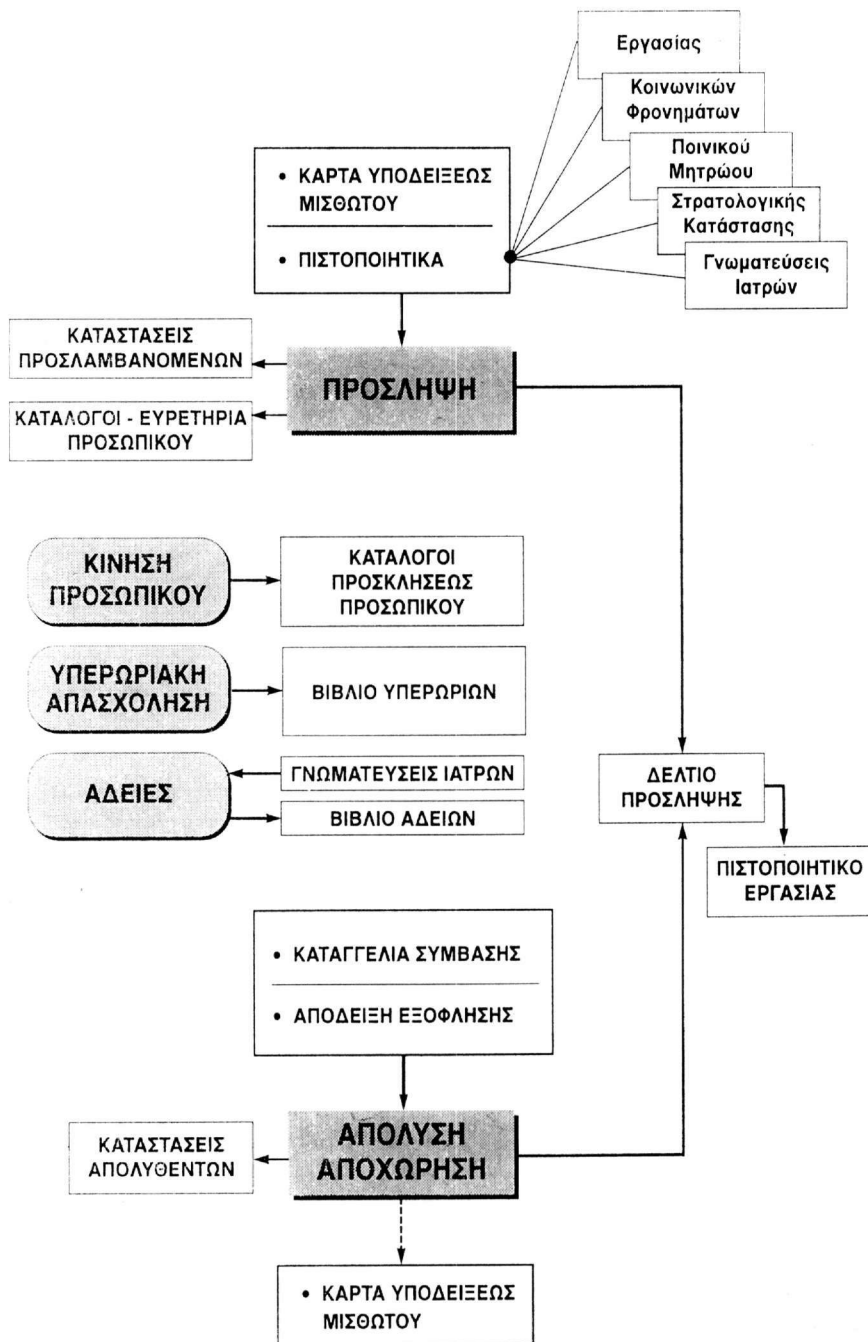 Εργασίας
Κοινωνικών
Φρονημάτων
Ποινικού
Μητρώου
Στρατολογικής
Κατάστασης
Γνωματεύσεις
Ιατρών
• ΚΑΡΤΑ ΥΠΟΔΕΙΞΕΩΣ
ΜΙΣΘΩΤΟΥ
• ΠΙΣΤΟΠΟΙΗΤΙΚΑ
ΚΑΤΑΣΤΑΣΕΙΣ
ΠΡΟΣΛΑΜΒΑΝΟΜΕΝΩΝ
ΠΡΟΣΛΗΨΗ
ΚΑΤΑΛΟΓΟΙ - ΕΥΡΕΤΗΡΙΑ
ΠΡΟΣΩΠΙΚΟΥ
ΚΙΝΗΣΗ
ΠΡΟΣΩΠΙΚΟΥ
ΚΑΤΑΛΟΓΟΙ
ΠΡΟΣΚΛΗΣΕΩΣ
ΠΡΟΣΩΠΙΚΟΥ
ΥΠΕΡΩΡΙΑΚΗ
ΑΠΑΣΧΟΛΗΣΗ
ΒΙΒΛΙΟ ΥΠΕΡΩΡΙΩΝ
ΑΔΕΙΕΣ
ΓΝΩΜΑΤΕΥΣΕΙΣ ΙΑΤΡΩΝ
ΒΙΒΛΙΟ ΑΔΕΙΩΝ
ΔΕΛΤΙΟ
ΠΡΟΣΛΗΨΗΣ
ΠΙΣΤΟΠΟΙΗΤΙΚΟ
ΕΡΓΑΣΙΑΣ
• ΚΑΤΑΓΓΕΛΙΑ ΣΥΜΒΑΣΗΣ
• ΑΠΟΔΕΙΞΗ ΕΞΟΦΛΗΣΗΣ
ΚΑΤΑΣΤΑΣΕΙΣ
ΑΠΟΛΥΘΕΝΤΩΝ
ΑΠΟΛΥΣΗ
ΑΠΟΧΩΡΗΣΗ
• ΚΑΡΤΑ ΥΠΟΔΕΙΞΕΩΣ
ΜΙΣΘΩΤΟΥ